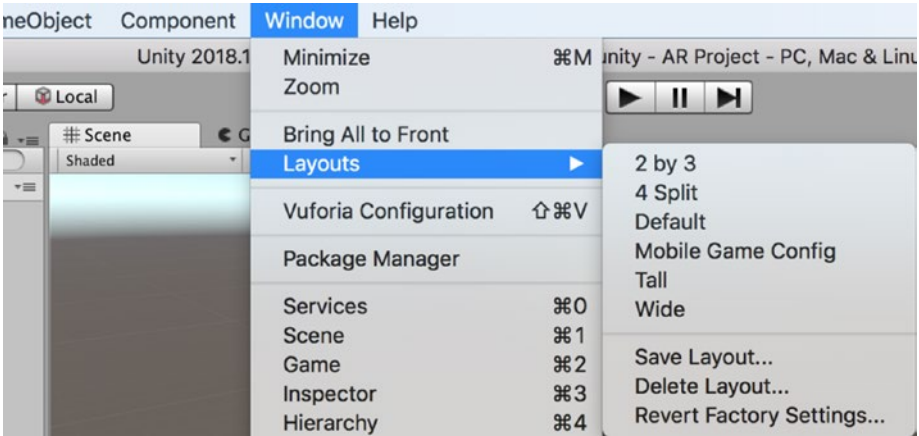 neObject Component Window Help
Unity 2018.1
unity - AR Project - PC, Mac & Linu
Local
Scene
G
Shaded
Minimize ⌘M
Zoom
Bring All to Front
Layouts
Vuforia Configuration ⇧⌘V
Package Manager
Services ⌘0
Scene ⌘1
Game ⌘2
Inspector ⌘3
Hierarchy ⌘4
2 by 3
4 Split
Default
Mobile Game Config
Tall
Wide
Save Layout...
Delete Layout...
Revert Factory Settings...